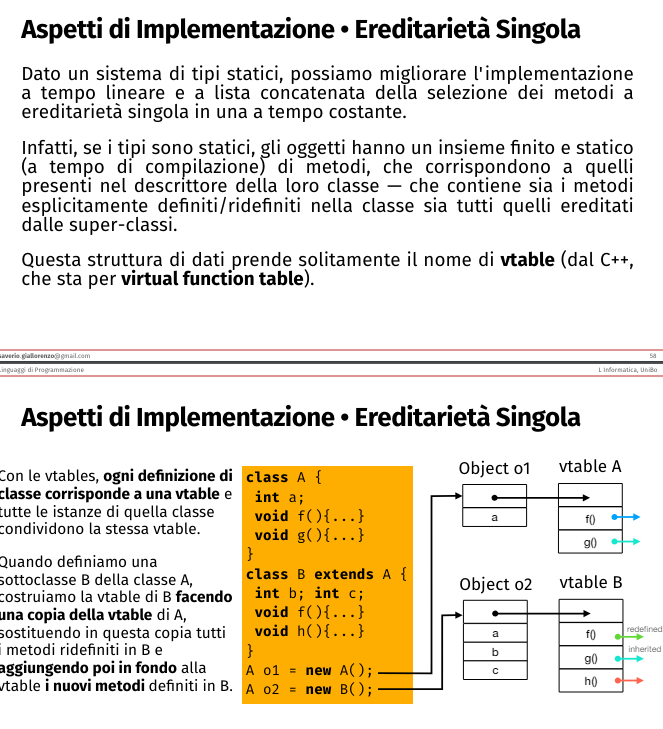 Aspetti di Implementazione • Ereditarietà Singola
Dato un sistema di tipi statici, possiamo migliorare l'implementazione
a tempo lineare e a lista concatenata della selezione dei metodi a
ereditarietà singola in una a tempo costante.
Infatti, se i tipi sono statici, gli oggetti hanno un insieme finito e statico
(a tempo di compilazione) di metodi, che corrispondono a quelli
presenti nel descrittore della loro classe — che contiene sia i metodi
esplicitamente definiti/ridefiniti nella classe sia tutti quelli ereditati
dalle super-classi.
Questa struttura di dati prende solitamente il nome di vtable (dal C++,
che sta per virtual function table).
saverio.giallorenzo@gmail.com
58
Linguaggi di Programmazione
L Informatica, UniBo
Aspetti di Implementazione • Ereditarietà Singola
Con le vtables, ogni definizione di
classe corrisponde a una vtable e
tutte le istanze di quella classe
condividono la stessa vtable.
Quando definiamo una
sottoclasse B della classe A,
costruiamo la vtable di B facendo
una copia della vtable di A,
sostituendo in questa copia tutti
i metodi ridefiniti in B e
aggiungendo poi in fondo alla
vtable i nuovi metodi definiti in B.
class A {
int a;
void f(){...}
void g(){...}
}
class B extends A {
int b; int c;
void f(){...}
void h(){...}
}
A o1 = new A();
A o2 = new B();
Object o1
a
vtable A
f()
g()
Object o2
a
b
c
vtable B
f()
redefined
g()
inherited
h()